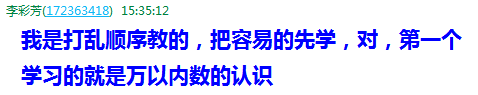 李彩芳(172363418) 15:35:12
我是打乱顺序教的，把容易的先学，对，第一个
学习的就是万以内数的认识